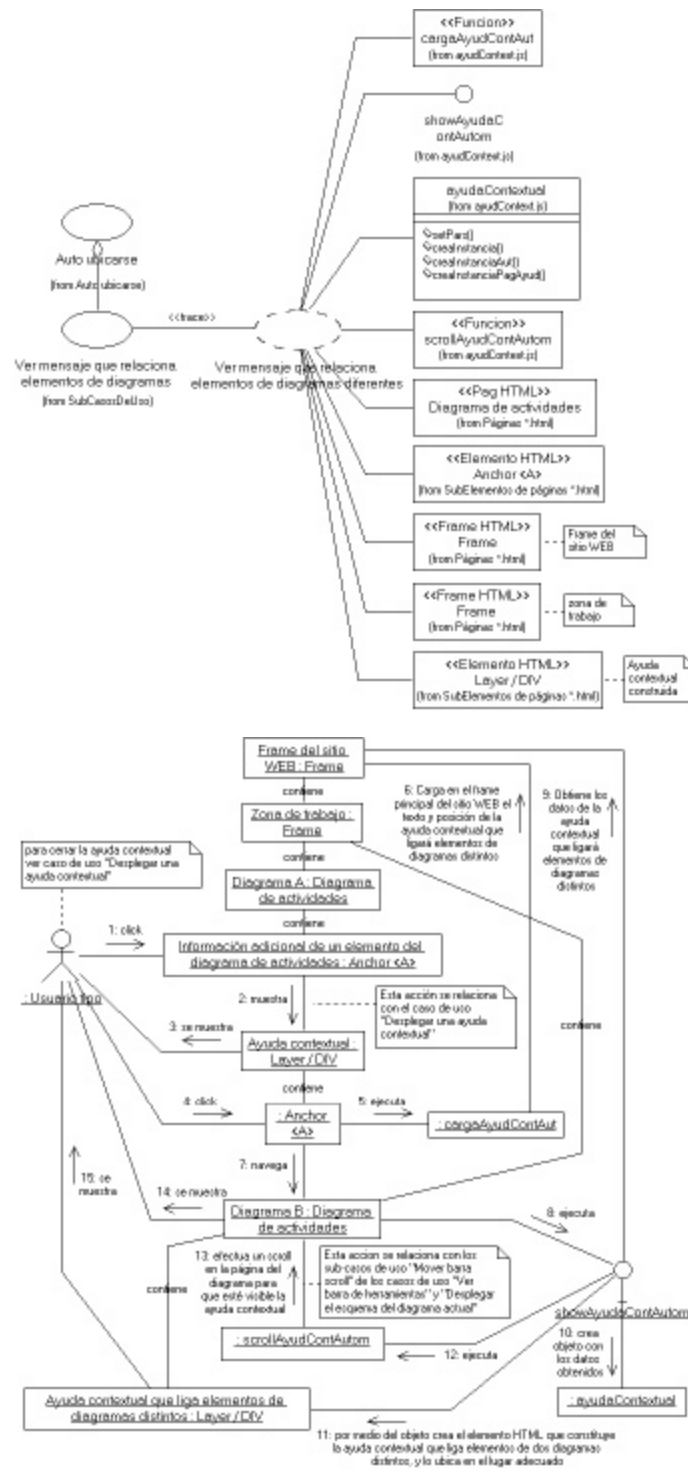 <<Funcion>>
cargaAyudContAut
(from ayudContext.js)
showAyudaC
ontAutom
(from ayudContext.js)
ayudaContextual
(from ayudContext.js)
setPars()
creaInstancia()
creaInstanciaAut()
creaInstanciaPagAyud()
Auto ubicarse
(from Auto ubicarse)
<<trace>>
Ver mensaje que relaciona
elementos de diagramas
(from SubCasosDeUso)
Ver mensaje que relaciona
elementos de diagramas diferentes
<<Funcion>>
scrollAyudContAutom
(from ayudContext.js)
<<Pag HTML>>
Diagrama de actividades
(from Páginas *.html)
<<Elemento HTML>>
Anchor <A>
(from SubElementos de páginas *.html)
<<Frame HTML>>
Frame
(from Páginas *.html)
Frame del
sitio WEB
<<Frame HTML>>
Frame
(from Páginas *.html)
zona de
trabajo
<<Elemento HTML>>
Layer / DIV
(from SubElementos de páginas *.html)
Ayuda
contextual
construida
Frame del sitio
WEB : Frame
contiene
Zona de trabajo :
Frame
contiene
Diagrama A : Diagrama
de actividades
contiene
6: Carga en el frame
principal del sitio WEB el
texto y posición de la
ayuda contextual que
ligará elementos de
diagramas distintos
9: Obtiene los
datos de la
ayuda
contextual
que ligará
elementos de
diagramas
distintos
para cerrar la ayuda contextual
ver caso de uso "Desplegar una
ayuda contextual"
1: click
Información adicional de un elemento del
diagrama de actividades : Anchor <A>
: Usuario tipo
2: muestra
Esta acción se relaciona
con el caso de uso
"Desplegar una ayuda
contextual"
contiene
3: se muestra
Ayuda contextual :
Layer / DIV
contiene
4: click
: Anchor
<A>
5: ejecuta
: cargaAyudContAut
7: navega
15: se
muestra
14: se muestra
Diagrama B : Diagrama
de actividades
8: ejecuta
13: efectua un scroll
en la página del
diagrama para
que esté visible la
ayuda contextual
contiene
Esta accion se relaciona con los
sub-casos de uso "Mover barra
scroll" de los casos de uso "Ver
barra de herramientas" y "Desplegar
el esquema del diagrama actual"
: showAyudaContAutom
: scrollAyudContAutom
12: ejecuta
10: crea
objeto con
los datos
obtenidos
Ayuda contextual que liga elementos de
diagramas distintos : Layer / DIV
: ayudaContextual
11: por medio del objeto crea el elemento HTML que constituye
la ayuda contextual que liga elementos de dos diagramas
distintos, y lo ubica en el lugar adecuado